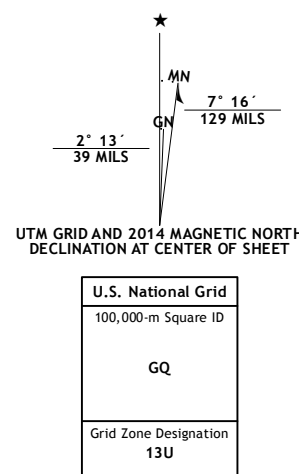 ★
MN
7° 16´
129 MILS
GN
2° 13´
39 MILS
UTM GRID AND 2014 MAGNETIC NORTH
DECLINATION AT CENTER OF SHEET
U.S. National Grid
100,000-m Square ID
GQ
Grid Zone Designation
13U